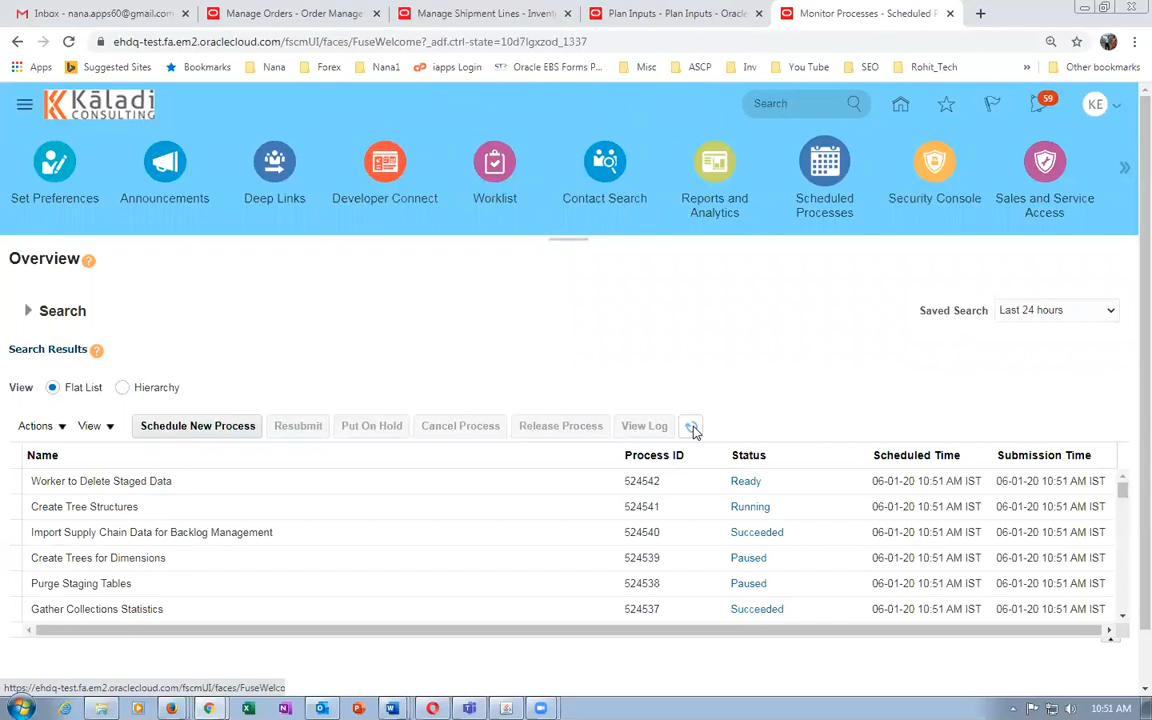 Inbox - nana.apps60@gmail.com
Manage Orders - Order Manage
Manage Shipment Lines - Invent
Plan Inputs - Plan Inputs - Oracle
Monitor Processes - Scheduled P
ehdq-test.fa.em2.oraclecloud.com/fscmUI/faces/FuseWelcome?_adf.ctrl-state=10d7lgxzod_1337
Apps
Suggested Sites
Bookmarks
Nana
Forex
Nana1
iapps Login
Oracle EBS Forms P...
Misc
ASCP
Inv
You Tube
SEO
Rohit_Tech
»
Other bookmarks
Kāladi
CONSULTING
Search
59
KE
Set Preferences
Announcements
Deep Links
Developer Connect
Worklist
Contact Search
Reports and
Analytics
Scheduled
Processes
Security Console
Sales and Service
Access
Overview
Search
Saved Search
Last 24 hours
Search Results
View
Flat List
Hierarchy
Actions
View
Schedule New Process
Resubmit
Put On Hold
Cancel Process
Release Process
View Log
Name Process ID Status Scheduled Time Submission Time
Worker to Delete Staged Data 524542 Ready 06-01-20 10:51 AM IST 06-01-20 10:51 AM IST
Create Tree Structures 524541 Running 06-01-20 10:51 AM IST 06-01-20 10:51 AM IST
Import Supply Chain Data for Backlog Management 524540 Succeeded 06-01-20 10:51 AM IST 06-01-20 10:51 AM IST
Create Trees for Dimensions 524539 Paused 06-01-20 10:51 AM IST 06-01-20 10:51 AM IST
Purge Staging Tables 524538 Paused 06-01-20 10:51 AM IST 06-01-20 10:51 AM IST
Gather Collections Statistics 524537 Succeeded 06-01-20 10:51 AM IST 06-01-20 10:51 AM IST
https://ehdq-test.fa.em2.oraclecloud.com/fscmUI/faces/FuseWelco
10:51 AM